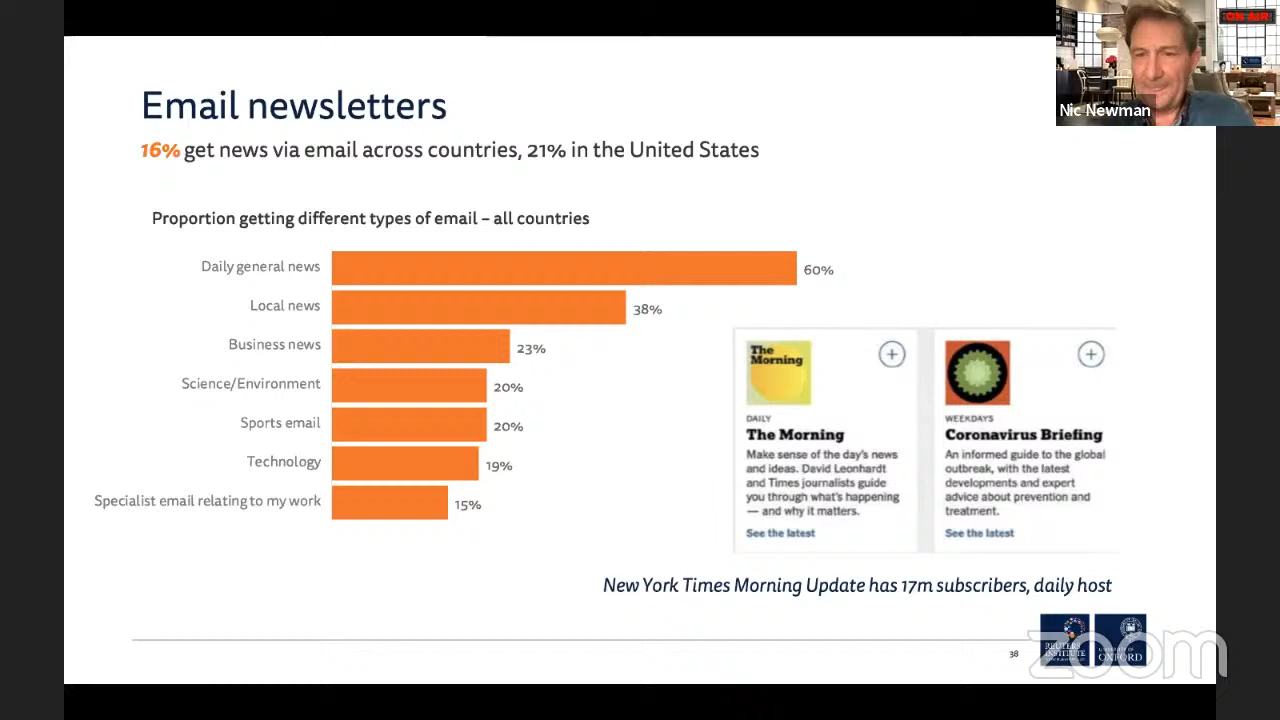 ON AIR
Nic Newman
Email newsletters
16% get news via email across countries, 21% in the United States
Proportion getting different types of email – all countries
Daily general news
60%
Local news
38%
Business news
23%
Science/Environment
20%
Sports email
20%
Technology
19%
Specialist email relating to my work
15%
The
Morning
DAILY
The Morning
Make sense of the day's news
and ideas. David Leonhardt
and Times journalists guide
you through what's happening
— and why it matters.
See the latest
WEEKDAYS
Coronavirus Briefing
An informed guide to the global
outbreak, with the latest
developments and expert
advice about prevention and
treatment.
See the latest
New York Times Morning Update has 17m subscribers, daily host
38
REUTERS
INSTITUTE
UNIVERSITY OF
OXFORD
zoom